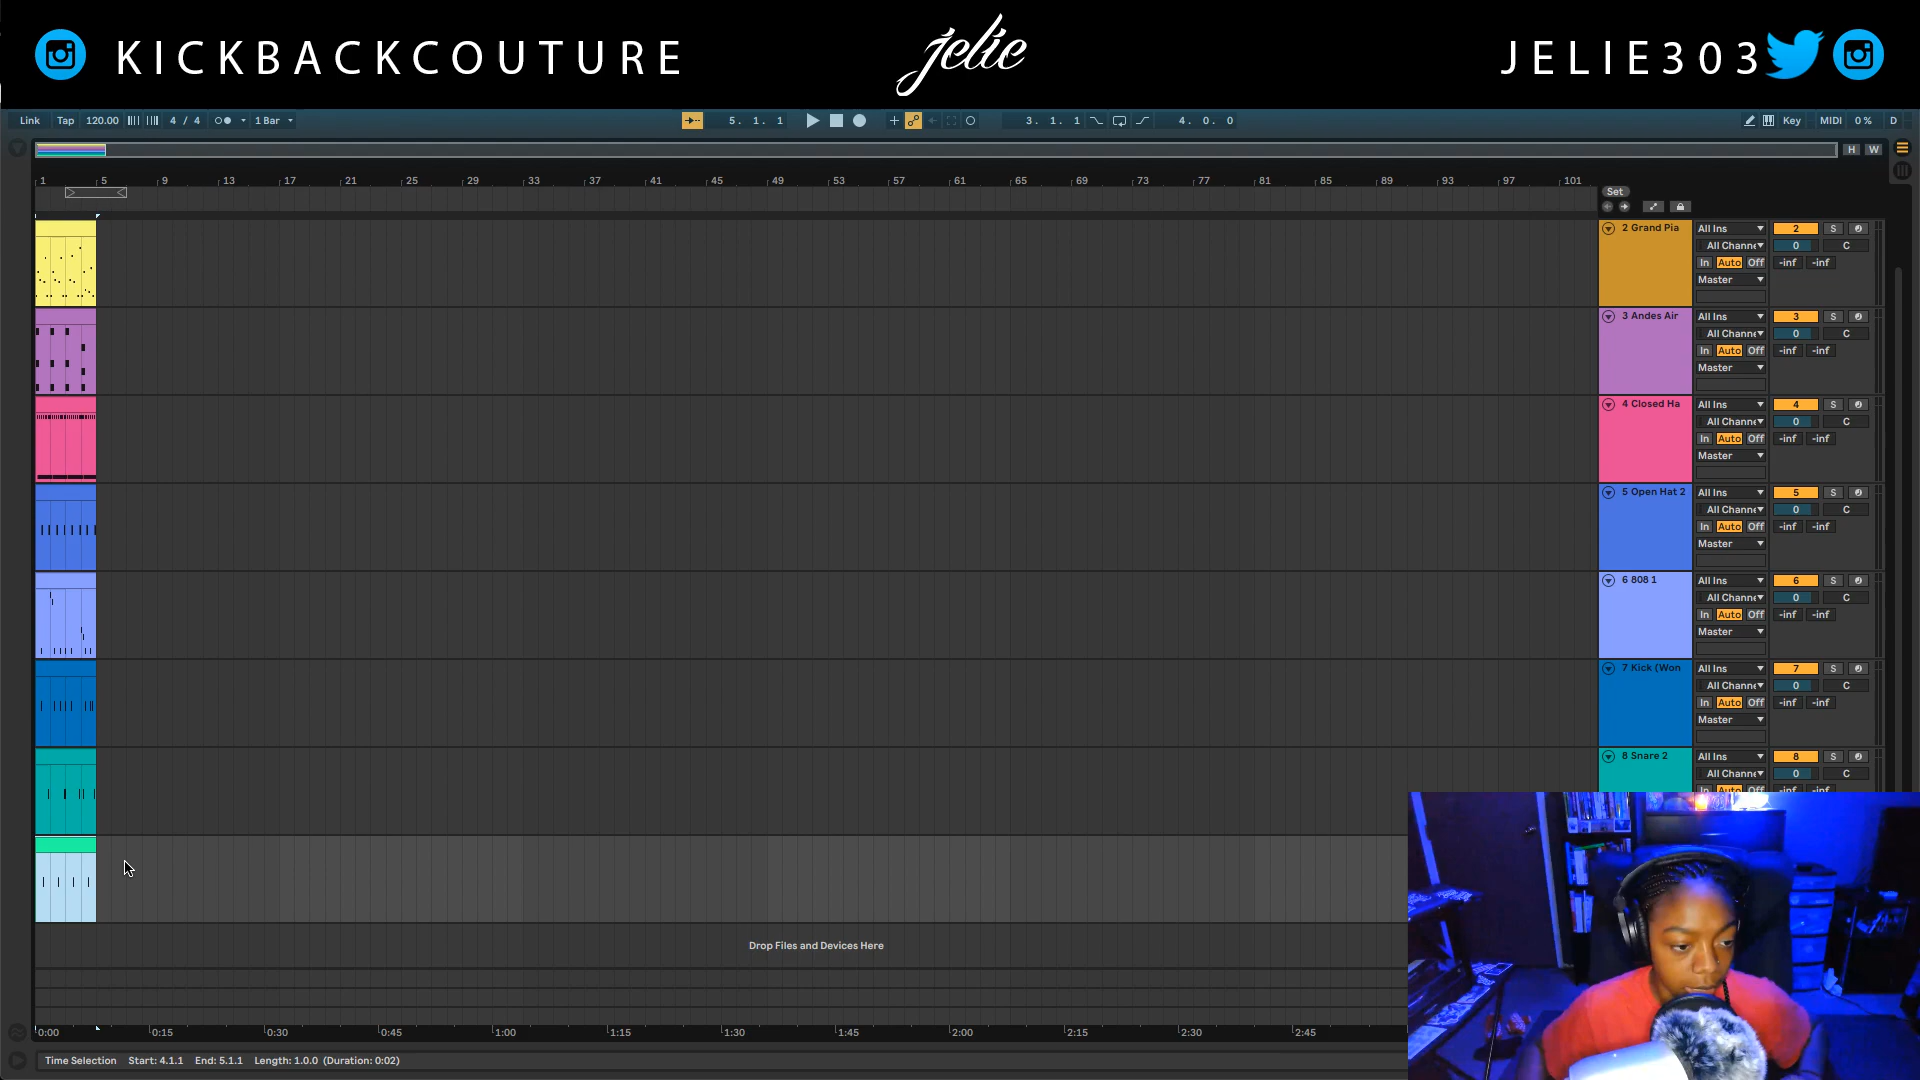 KICKBACKCOUTURE
jelie
JELIE303
Link Tap 120.00 4 / 4 1 Bar 5. 1. 1 3. 1. 1 4. 0. 0 Key MIDI 0 % D
H W
1 5 9 13 17 21 25 29 33 37 41 45 49 53 57 61 65 69 73 77 81 85 89 93 97 101
Set
2 Grand Pia All Ins 2 S
All Channe 0 C
In Auto Off -inf -inf
Master
3 Andes Air All Ins 3 S
All Channe 0 C
In Auto Off -inf -inf
Master
4 Closed Ha All Ins 4 S
All Channe 0 C
In Auto Off -inf -inf
Master
5 Open Hat 2 All Ins 5 S
All Channe 0 C
In Auto Off -inf -inf
Master
6 808 1 All Ins 6 S
All Channe 0 C
In Auto Off -inf -inf
Master
7 Kick (Won All Ins 7 S
All Channe 0 C
In Auto Off -inf -inf
Master
8 Snare 2 All Ins 8 S
All Channe 0 C
Drop Files and Devices Here
0:00 0:15 0:30 0:45 1:00 1:15 1:30 1:45 2:00 2:15 2:30 2:45
Time Selection Start: 4.1.1 End: 5.1.1 Length: 1.0.0 (Duration: 0:02)